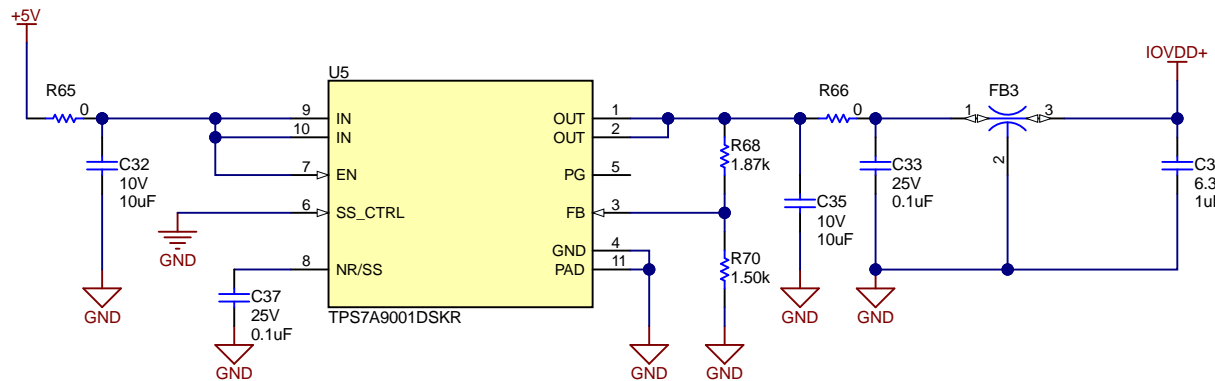 +5V
IOVDD+
U5
R65
0
R66
0
FB3
9
IN
OUT
1
1
3
10
IN
OUT
2
C32
10V
10uF
R68
1.87k
2
C33
25V
0.1uF
6.3
7
EN
PG
5
6
SS_CTRL
FB
3
C35
10V
10uF
GND
GND
4
8
NR/SS
PAD
11
R70
1.50k
C37
25V
0.1uF
TPS7A9001DSKR
GND
GND
GND
GND
GND
GND